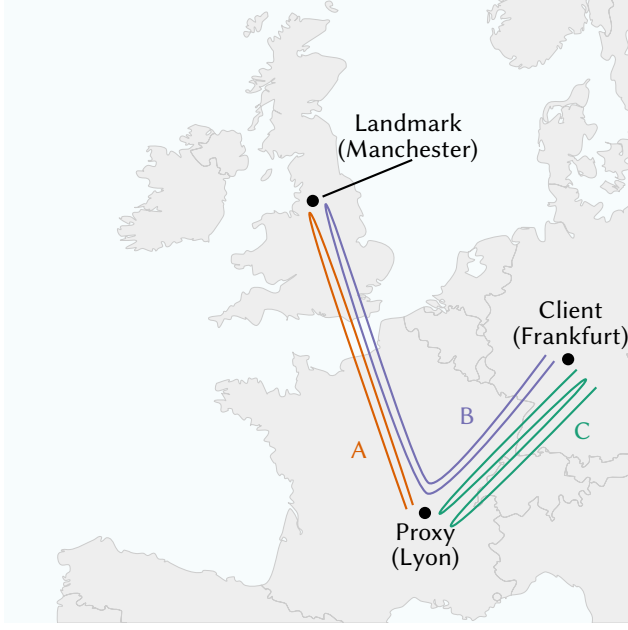 Landmark
(Manchester)
Client
(Frankfurt)
B
C
A
Proxy
(Lyon)